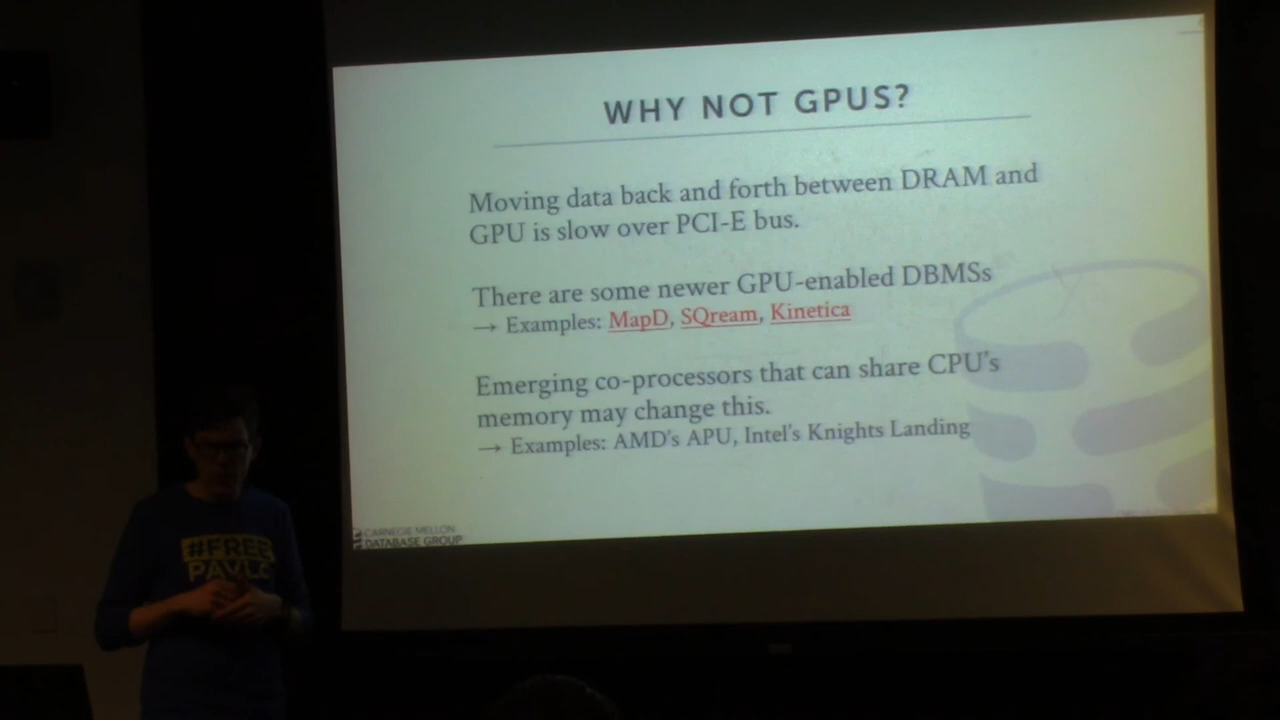 WHY NOT GPUS?
Moving data back and forth between DRAM and
GPU is slow over PCI-E bus.
There are some newer GPU-enabled DBMSs
→ Examples: MapD, SQream, Kinetica
Emerging co-processors that can share CPU's
memory may change this.
→ Examples: AMD's APU, Intel's Knights Landing
CARNEGIE MELLON
DATABASE GROUP
#FREE
PAVLO